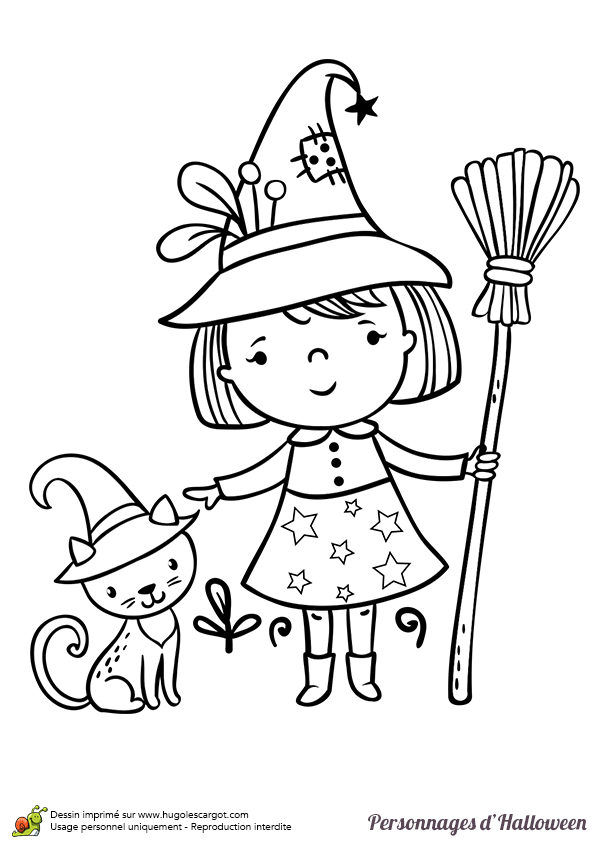 Dessin imprimé sur www.hugolescargot.com
Usage personnel uniquement - Reproduction interdite
Personnages d'Halloween